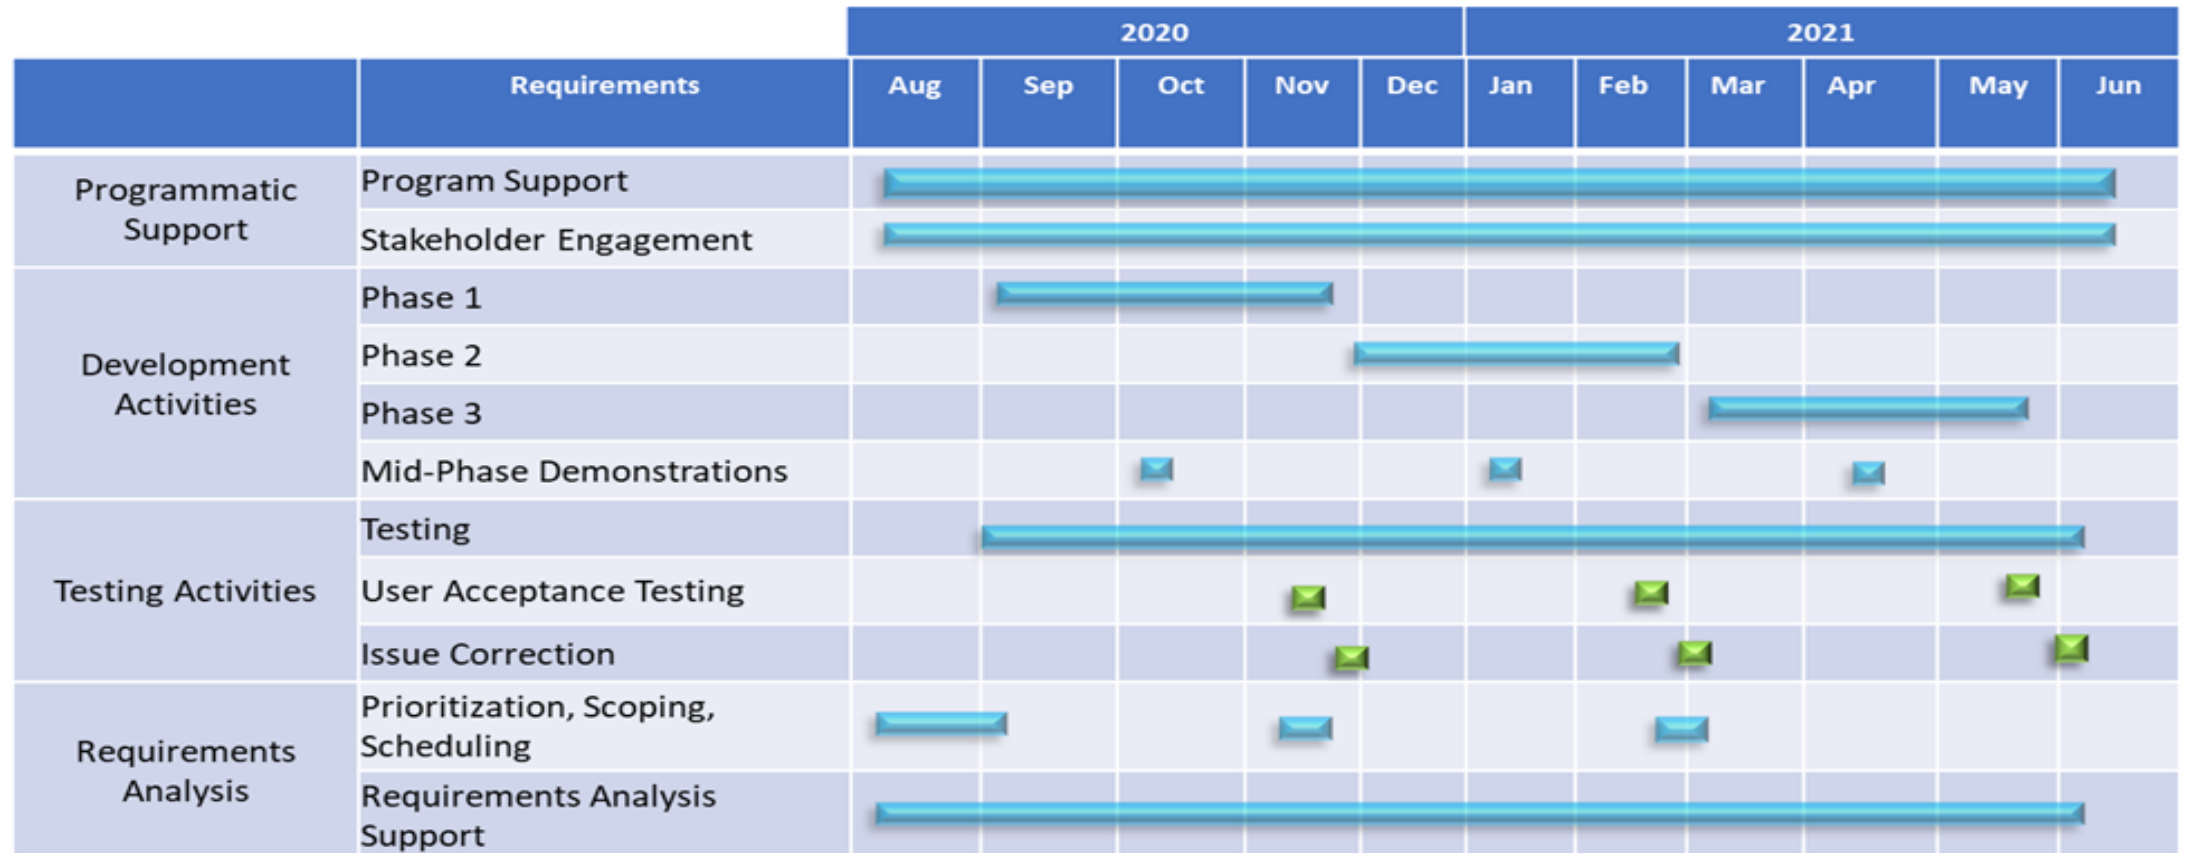 2020 2021
Requirements Aug Sep Oct Nov Dec Jan Feb Mar Apr May Jun
Programmatic
Support
Program Support
Stakeholder Engagement
Development
Activities
Phase 1
Phase 2
Phase 3
Mid-Phase Demonstrations
Testing Activities
Testing
User Acceptance Testing
Issue Correction
Requirements
Analysis
Prioritization, Scoping,
Scheduling
Requirements Analysis
Support